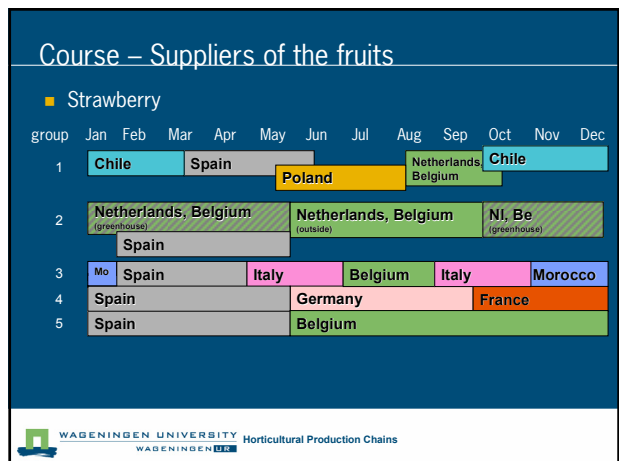 Course – Suppliers of the fruits
Strawberry
group Jan Feb Mar Apr May Jun Jul Aug Sep Oct Nov Dec
1 Chile Spain Poland Netherlands, Belgium Chile
2 Netherlands, Belgium (greenhouse) Netherlands, Belgium (outside) Nl, Be (greenhouse)
Spain
3 Mo Spain Italy Belgium Italy Morocco
4 Spain Germany France
5 Spain Belgium
WAGENINGEN UNIVERSITY Horticultural Production Chains
WAGENINGEN UR